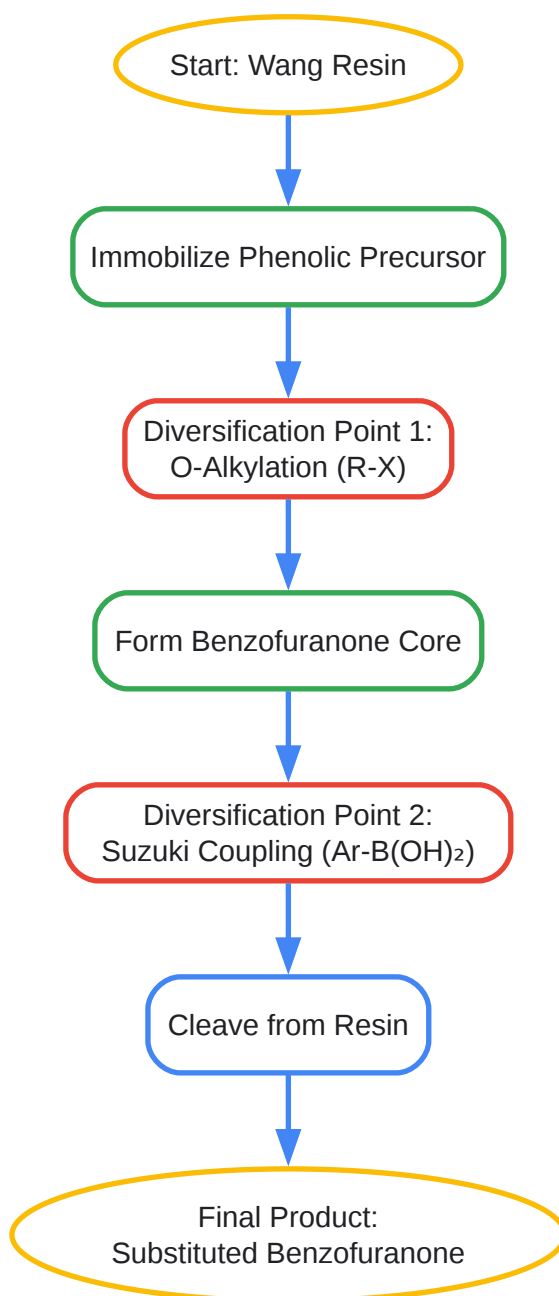 Start: Wang Resin
Immobilize Phenolic Precursor
Diversification Point 1:
O-Alkylation (R-X)
Form Benzofuranone Core
Diversification Point 2:
Suzuki Coupling (Ar-B(OH)₂)
Cleave from Resin
Final Product:
Substituted Benzofuranone